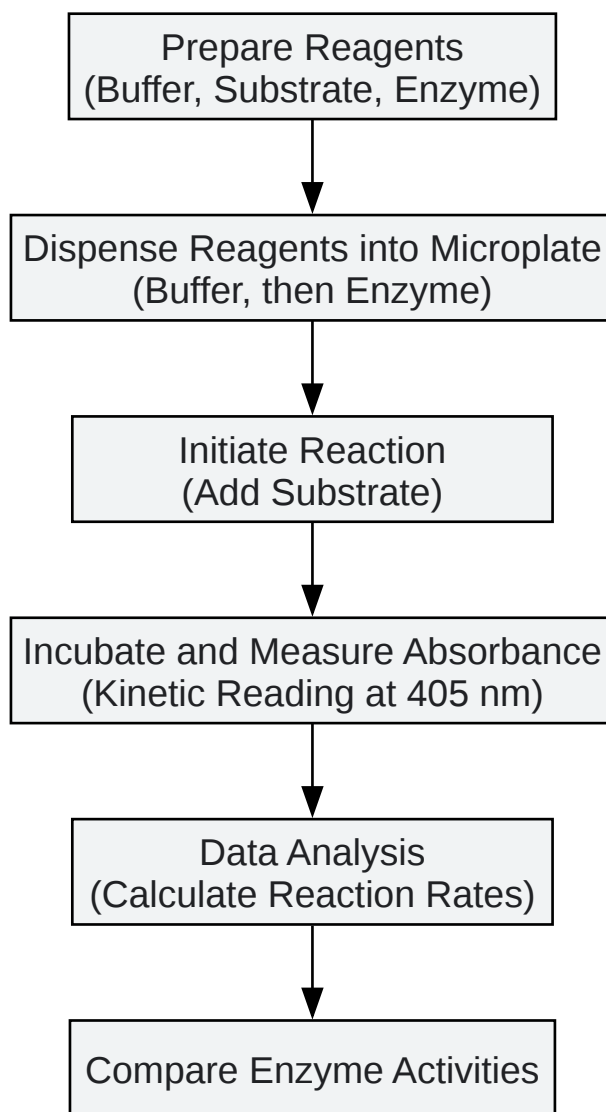 Prepare Reagents
(Buffer, Substrate, Enzyme)
Dispense Reagents into Microplate
(Buffer, then Enzyme)
Initiate Reaction
(Add Substrate)
Incubate and Measure Absorbance
(Kinetic Reading at 405 nm)
Data Analysis
(Calculate Reaction Rates)
Compare Enzyme Activities